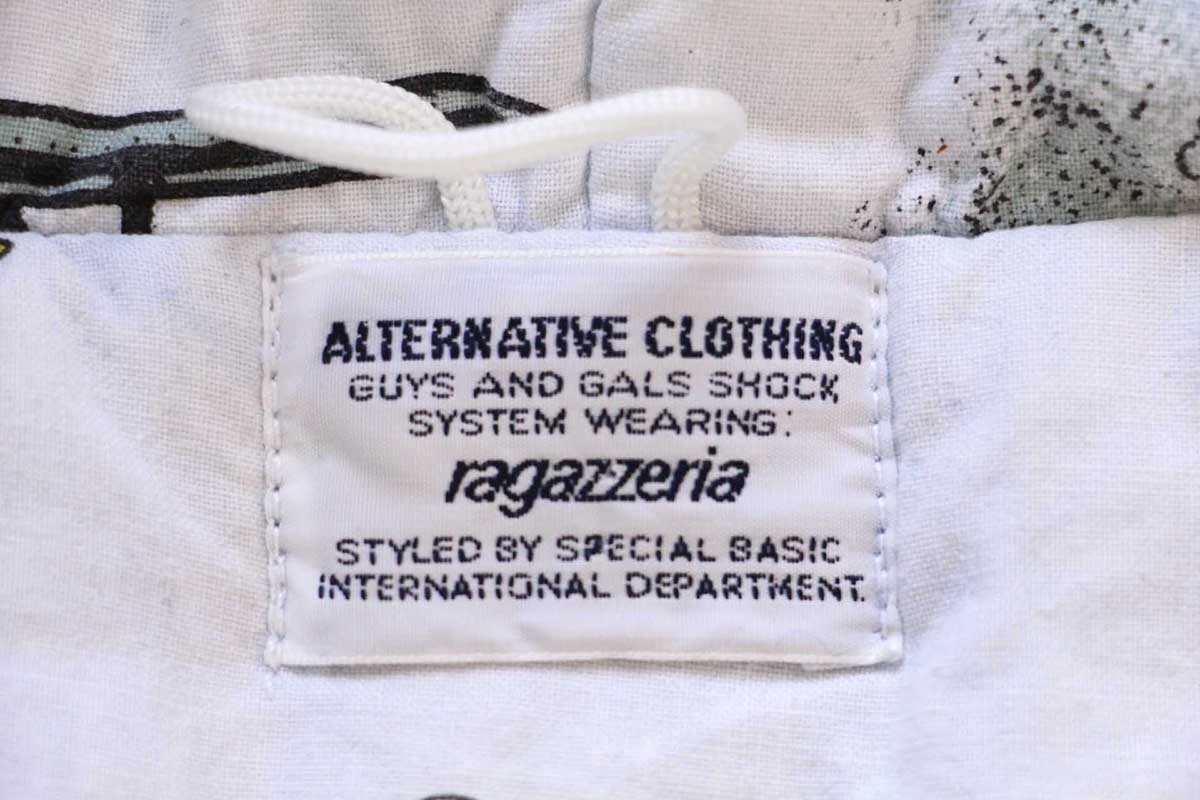 ALTERNATIVE CLOTHING
GUYS AND GALS SHOCK
SYSTEM WEARING:
ragazzeria
STYLED BY SPECIAL BASIC
INTERNATIONAL DEPARTMENT.